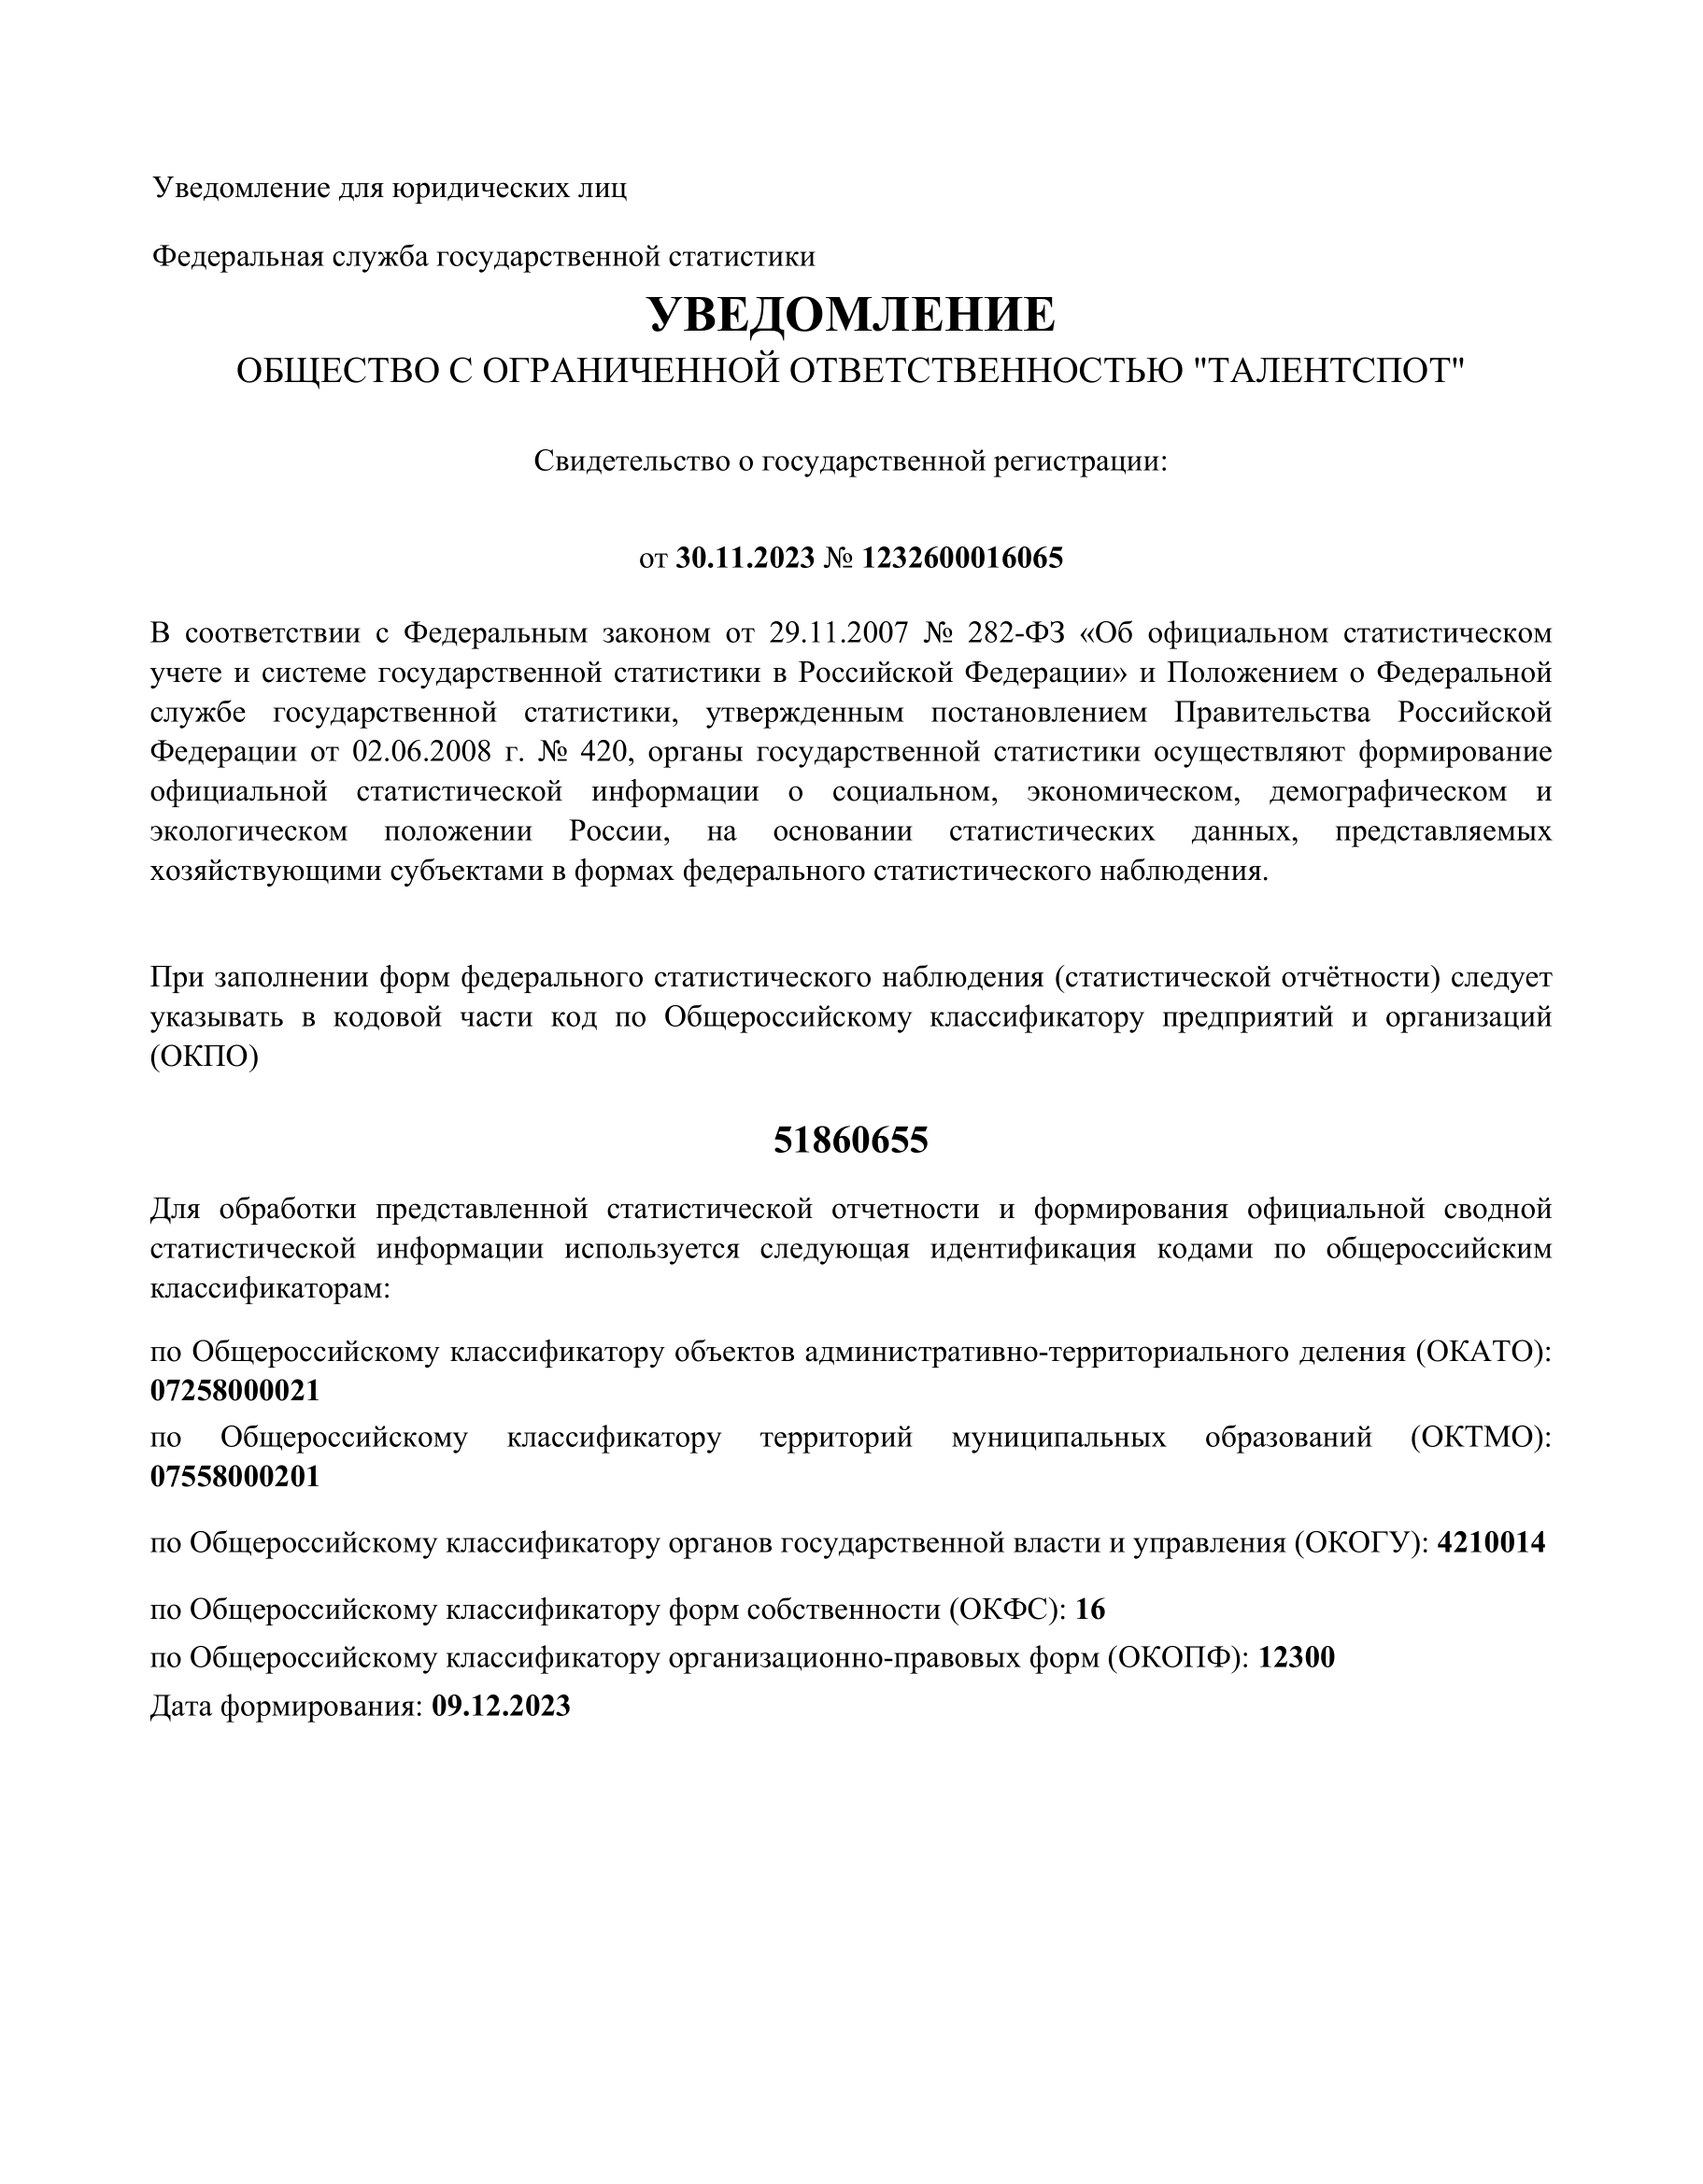 Уведомление для юридических лиц
Федеральная служба государственной статистики
УВЕДОМЛЕНИЕ
ОБЩЕСТВО С ОГРАНИЧЕННОЙ ОТВЕТСТВЕННОСТЬЮ "ТАЛЕНТСПОТ"
Свидетельство о государственной регистрации:
от 30.11.2023 № 1232600016065
В соответствии с Федеральным законом от 29.11.2007 № 282-ФЗ «Об официальном статистическом
учете и системе государственной статистики в Российской Федерации» и Положением о Федеральной
службе государственной статистики, утвержденным постановлением Правительства Российской
Федерации от 02.06.2008 г. № 420, органы государственной статистики осуществляют формирование
официальной статистической информации о социальном, экономическом, демографическом и
экологическом положении России, на основании статистических данных, представляемых
хозяйствующими субъектами в формах федерального статистического наблюдения.
При заполнении форм федерального статистического наблюдения (статистической отчётности) следует
указывать в кодовой части код по Общероссийскому классификатору предприятий и организаций
(ОКПО)
51860655
Для обработки представленной статистической отчетности и формирования официальной сводной
статистической информации используется следующая идентификация кодами по общероссийским
классификаторам:
по Общероссийскому классификатору объектов административно-территориального деления (ОКАТО):
07258000021
по Общероссийскому классификатору территорий муниципальных образований (ОКТМО):
07558000201
по Общероссийскому классификатору органов государственной власти и управления (ОКОГУ): 4210014
по Общероссийскому классификатору форм собственности (ОКФС): 16
по Общероссийскому классификатору организационно-правовых форм (ОКОПФ): 12300
Дата формирования: 09.12.2023